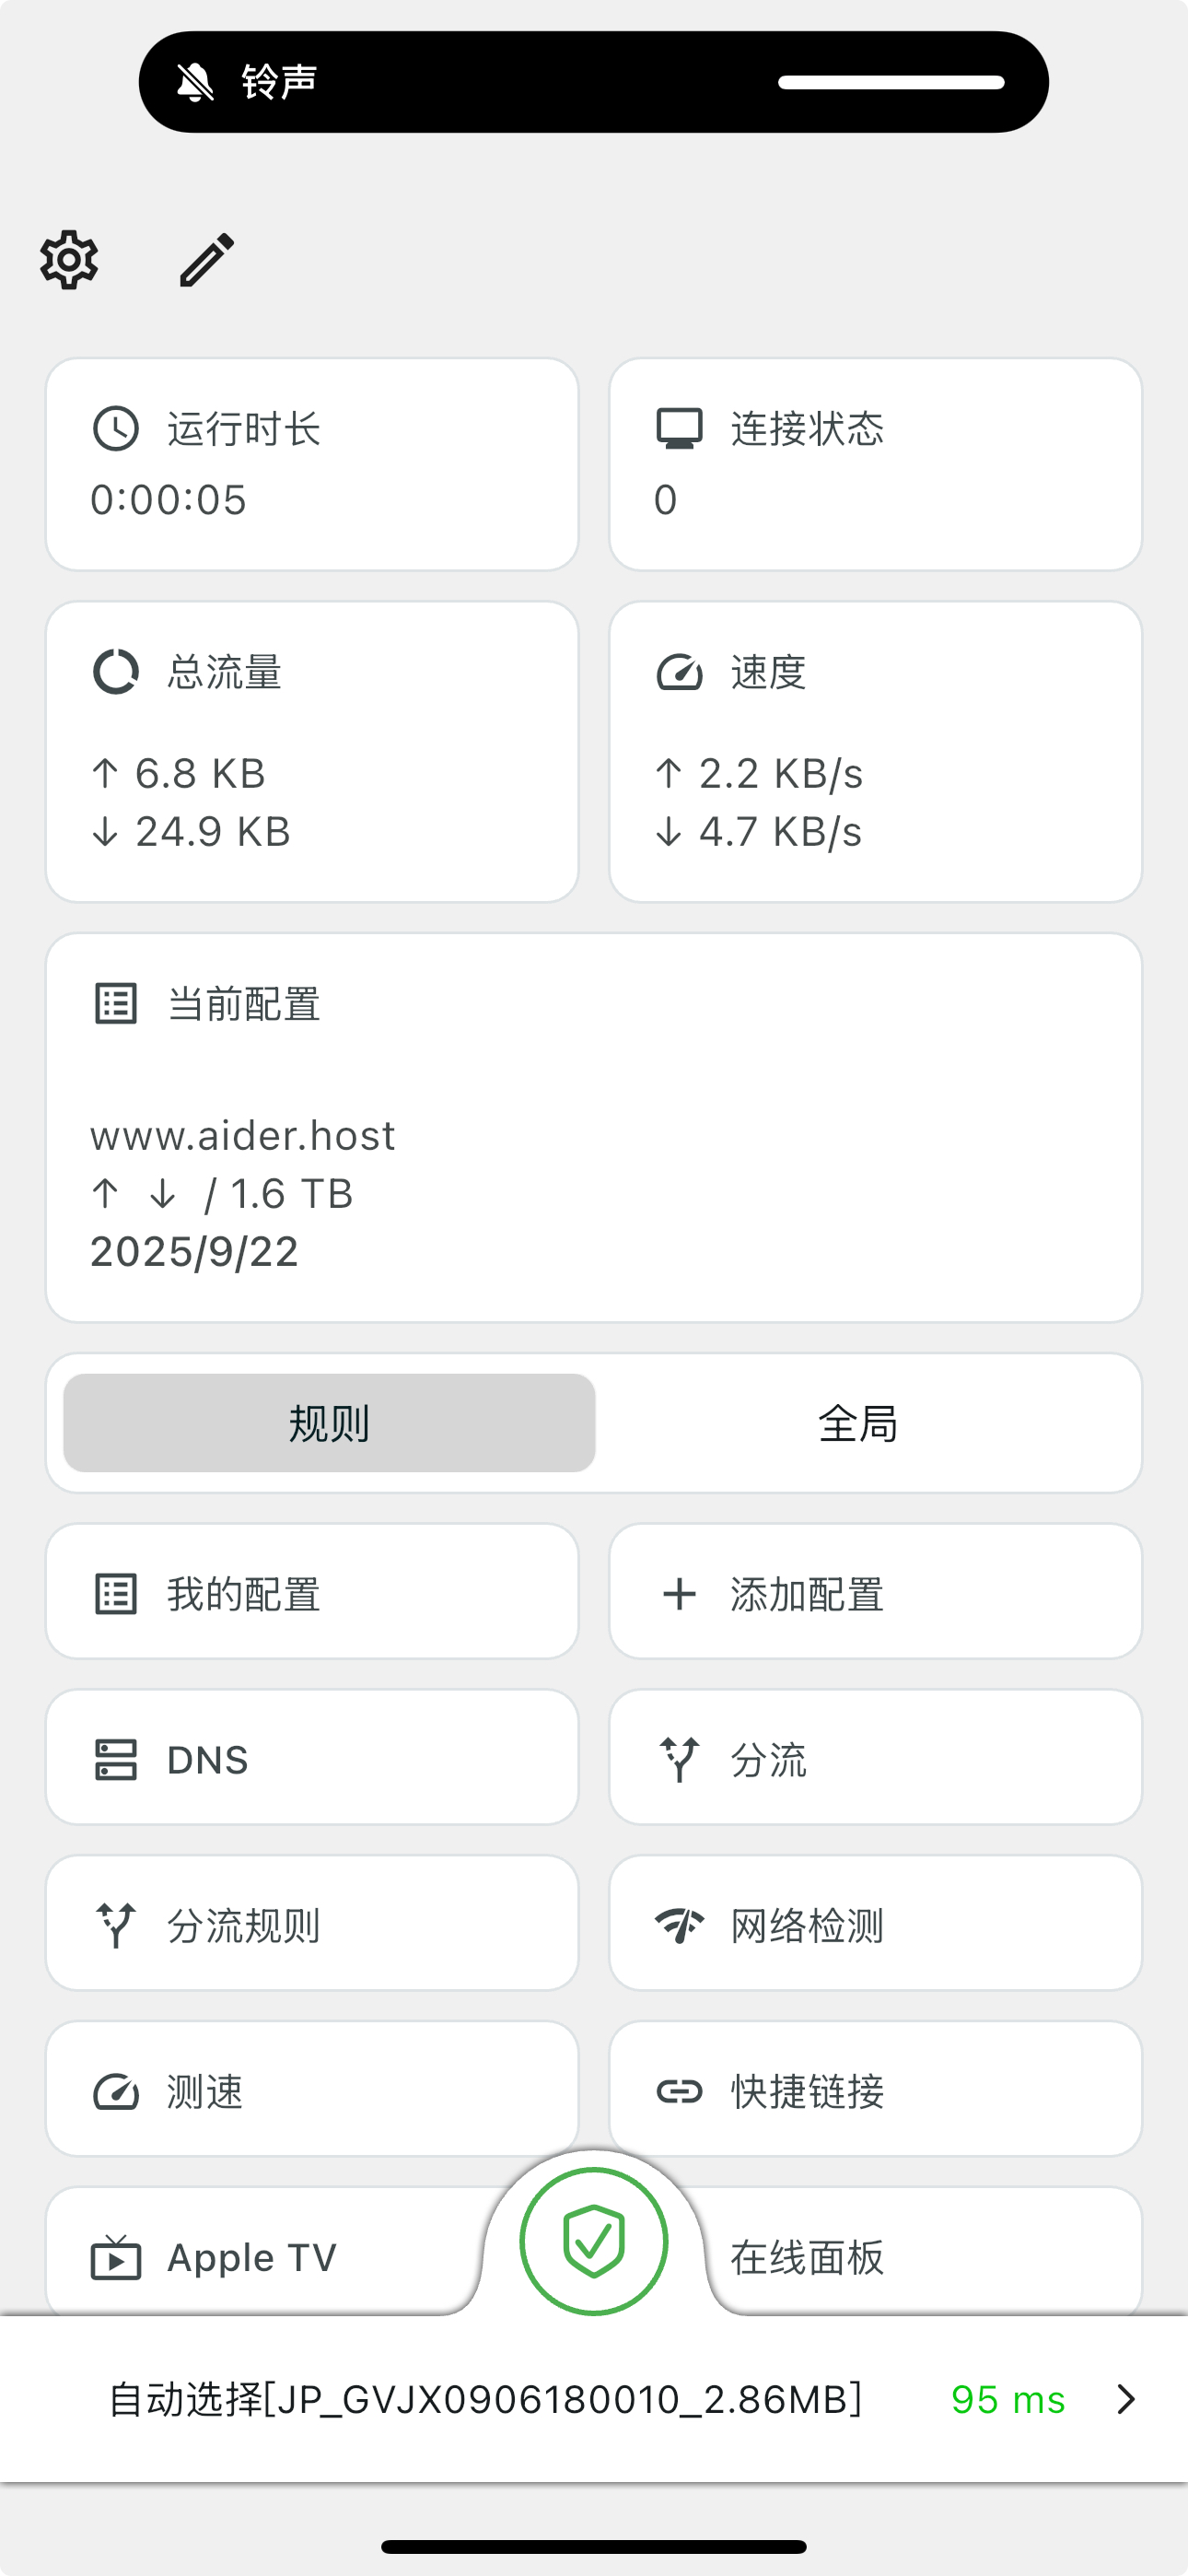 铃声
运行时长
0:00:05
连接状态
0
总流量
↑ 6.8 KB
↓ 24.9 KB
速度
↑ 2.2 KB/s
↓ 4.7 KB/s
当前配置
www.aider.host
↑ ↓ / 1.6 TB
2025/9/22
规则
全局
我的配置
添加配置
DNS
分流
分流规则
网络检测
测速
快捷链接
Apple TV
在线面板
自动选择[JP_GVJX0906180010_2.86MB]
95 ms